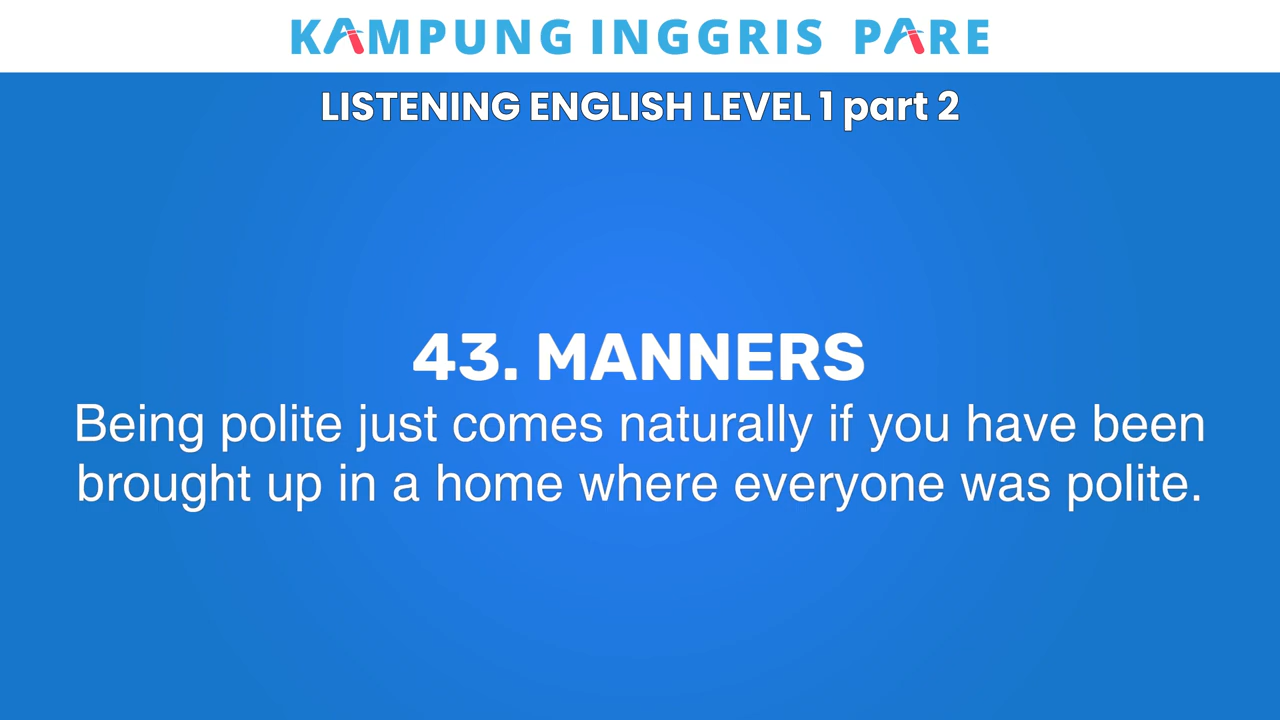 KAMPUNG INGGRIS PARE
LISTENING ENGLISH LEVEL 1 part 2
43. MANNERS
Being polite just comes naturally if you have been
brought up in a home where everyone was polite.